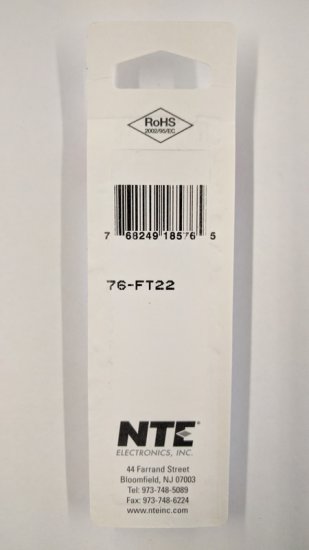 RoHS
2002/95/EC
7 68249 18576 5
76-FT22
NTE®
ELECTRONICS, INC.
44 Farrand Street
Bloomfield, NJ 07003
Tel: 973-748-5089
Fax: 973-748-6224
www.nteinc.com